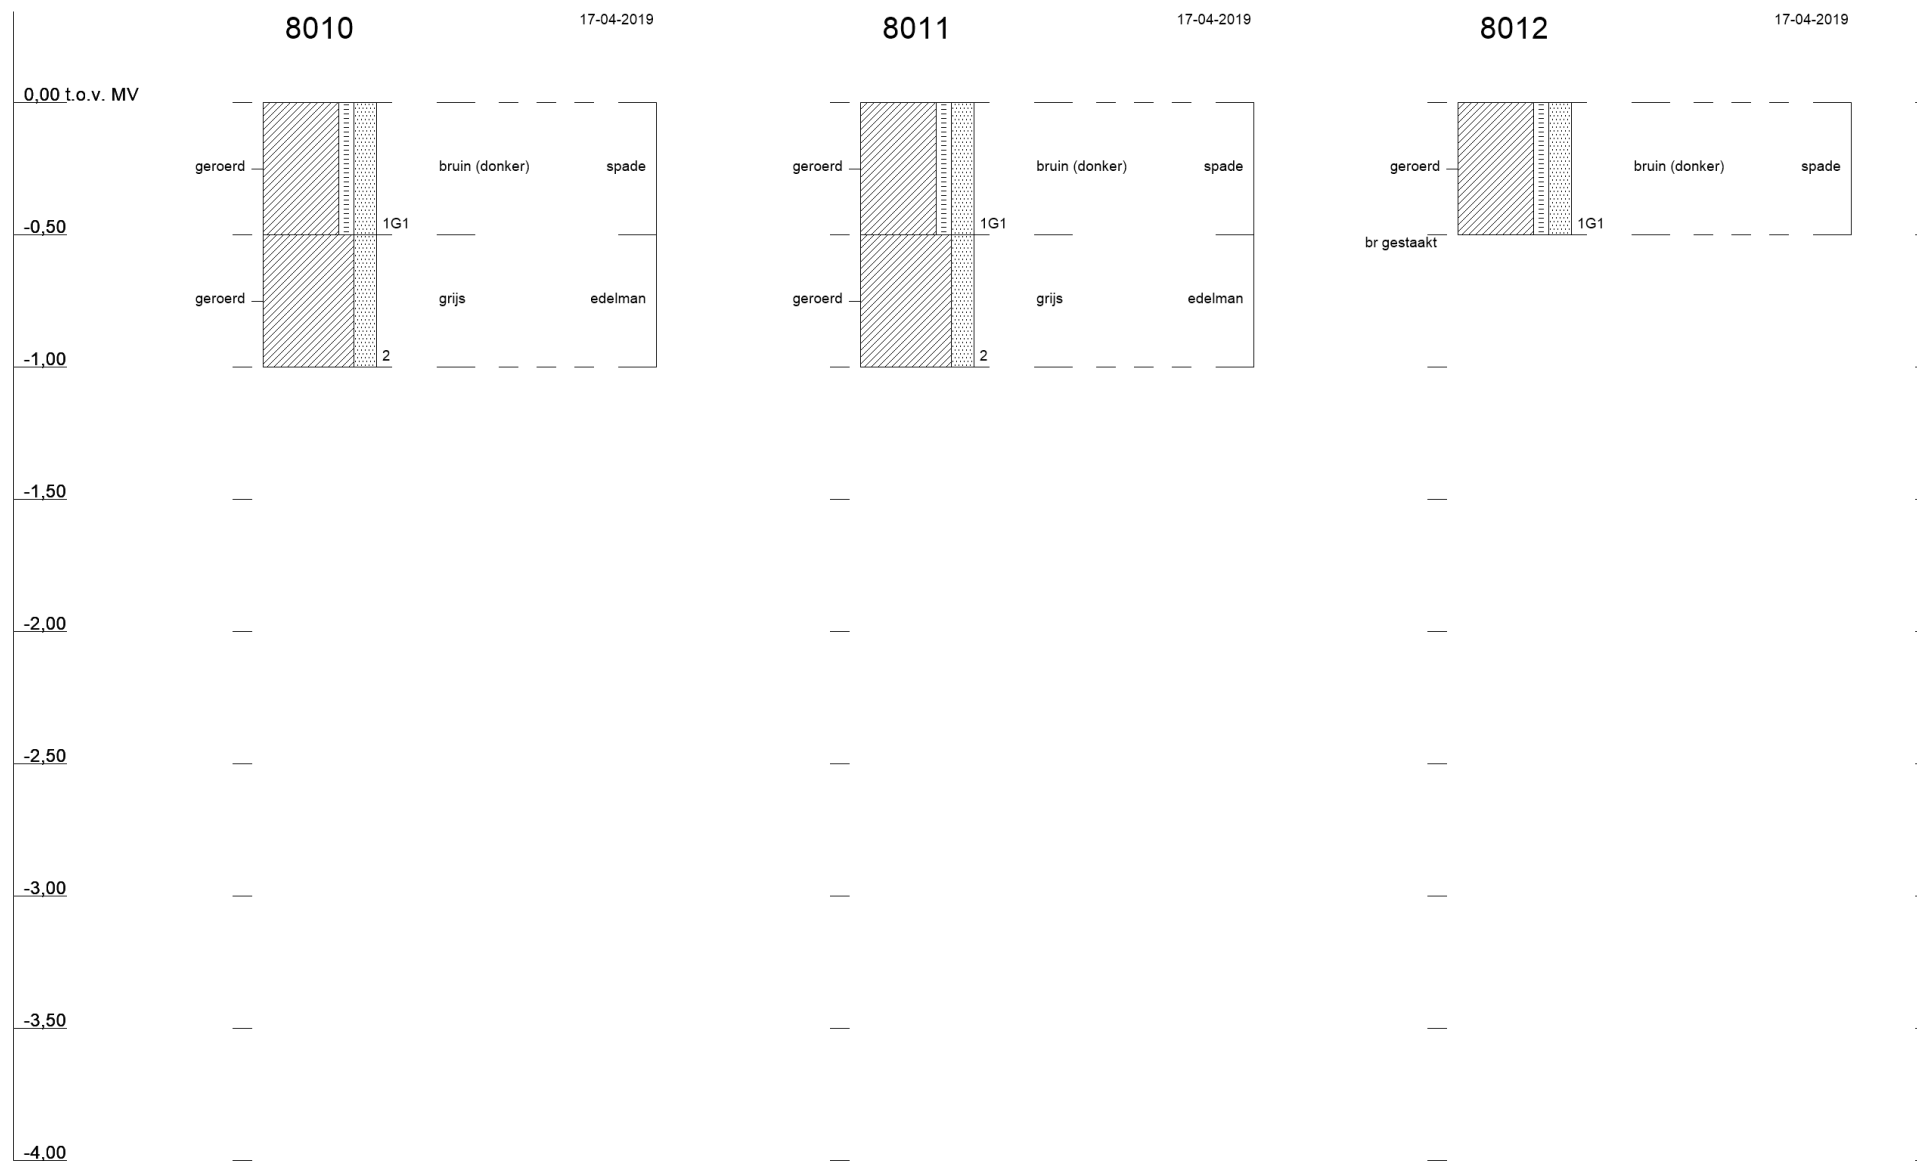 8010 17-04-2019 8011 17-04-2019 8012 17-04-2019
0,00 t.o.v. MV
geroerd bruin (donker) spade geroerd bruin (donker) spade geroerd bruin (donker) spade
-0,50 1G1 1G1 1G1
br gestaakt
geroerd grijs edelman geroerd grijs edelman
-1,00 2 2
-1,50
-2,00
-2,50
-3,00
-3,50
-4,00